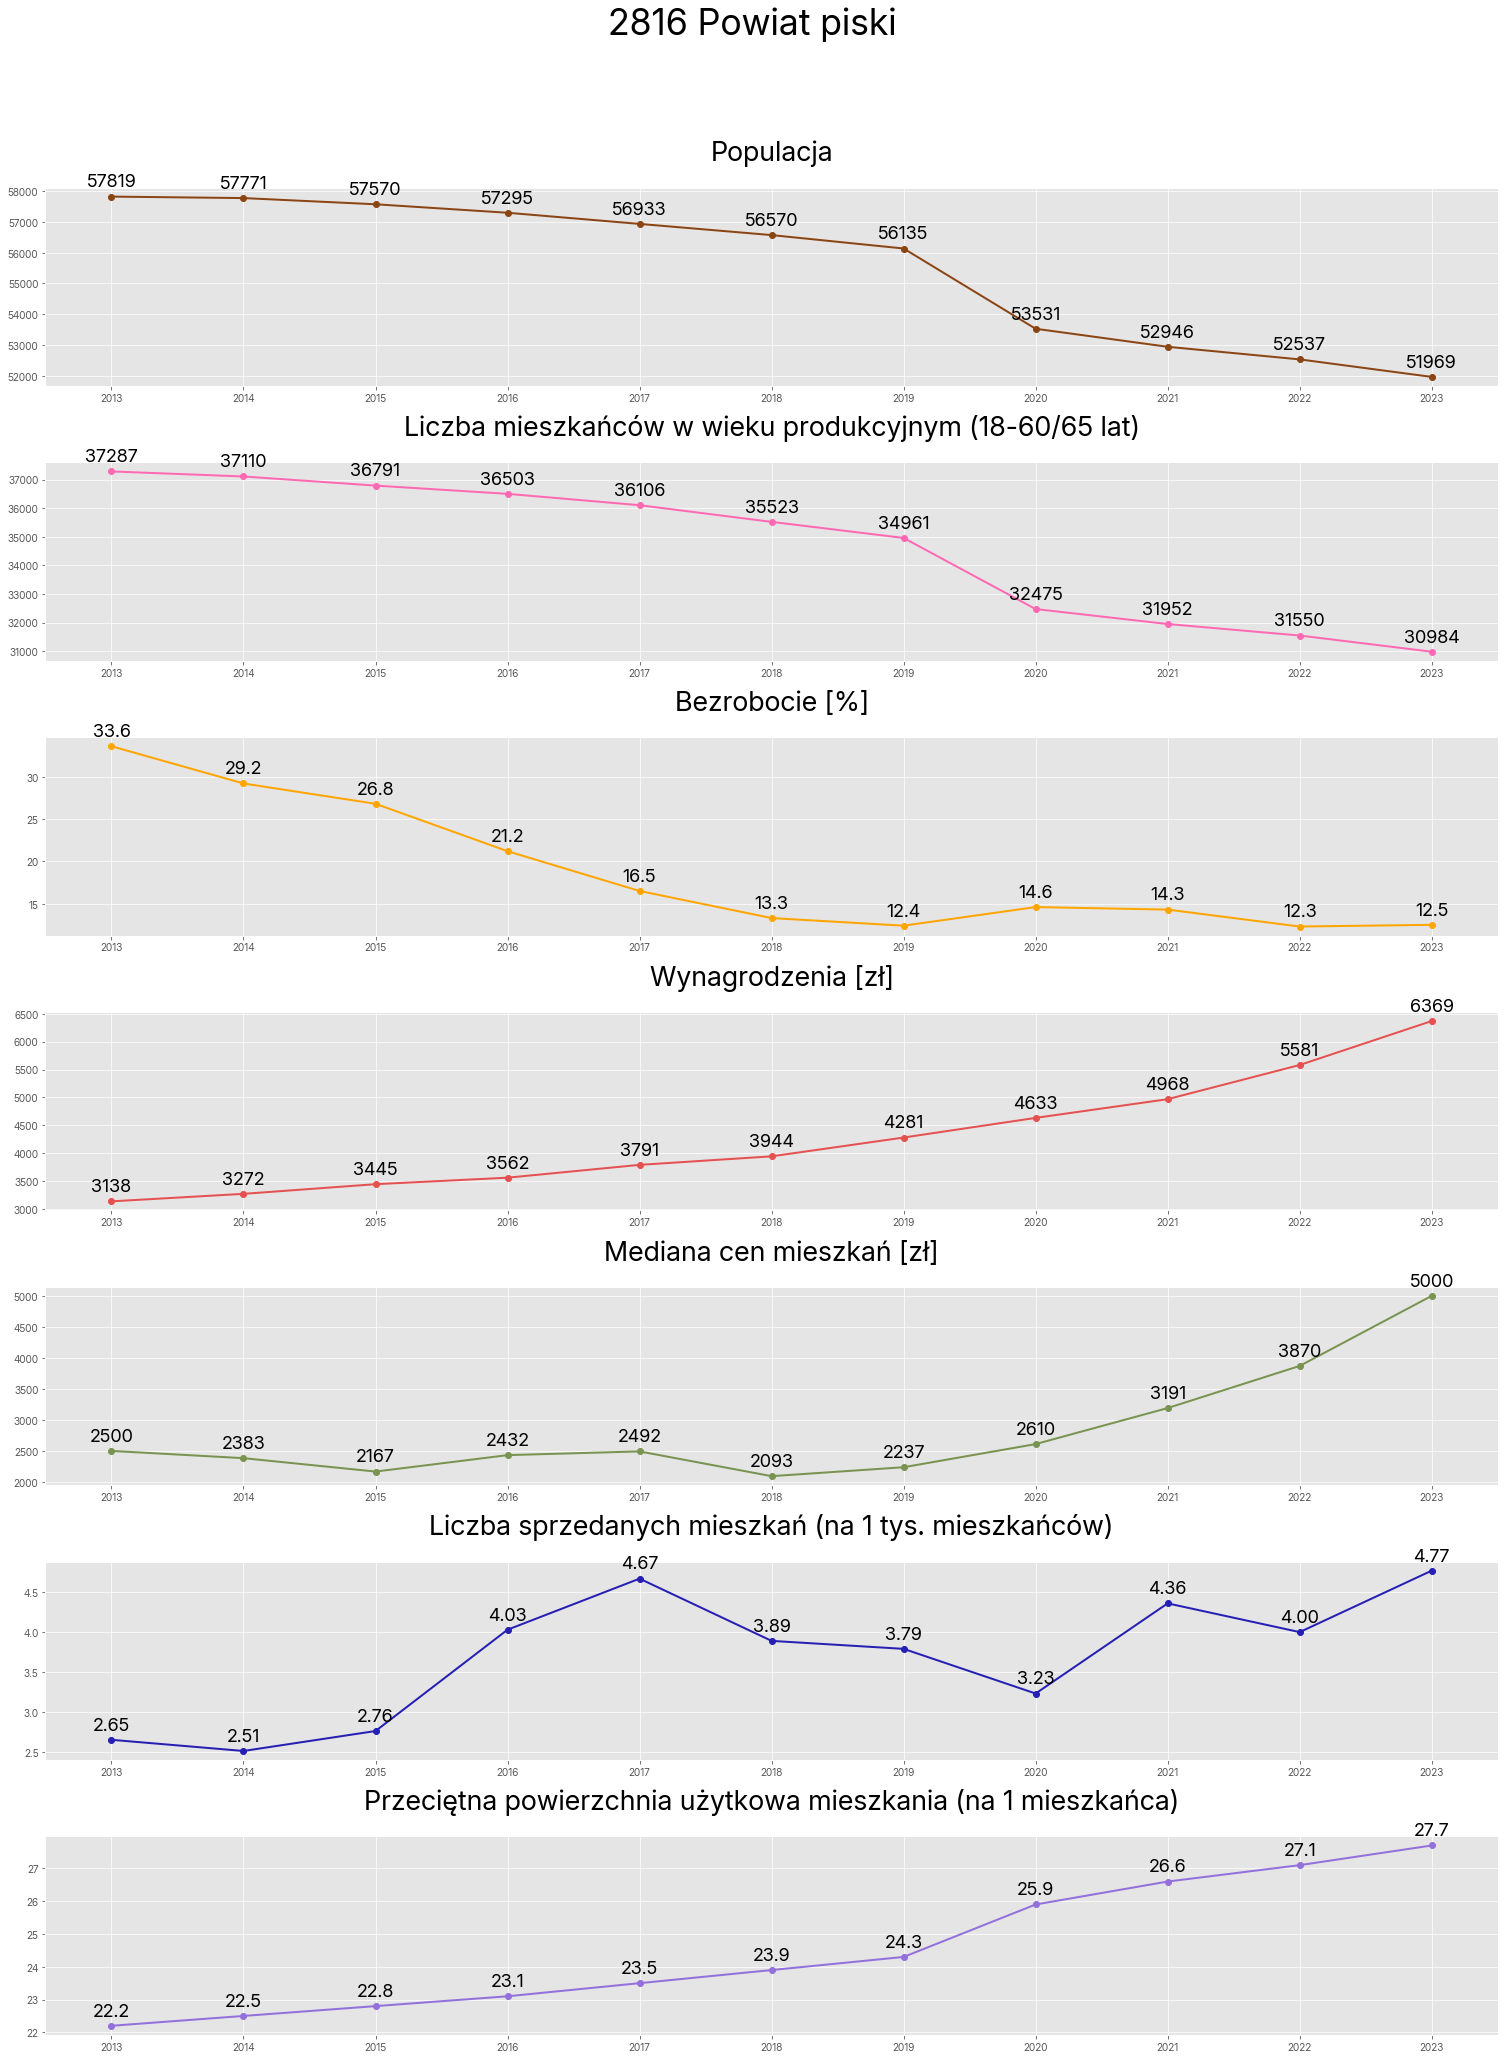 2816 Powiat piski
Populacja
57819 57771 57570 57295 56933 56570 56135 53531 52946 52537 51969
58000
57000
56000
55000
54000
53000
52000
2013 2014 2015 2016 2017 2018 2019 2020 2021 2022 2023
Liczba mieszkańców w wieku produkcyjnym (18-60/65 lat)
37287 37110 36791 36503 36106 35523 34961 32475 31952 31550 30984
37000
36000
35000
34000
33000
32000
31000
2013 2014 2015 2016 2017 2018 2019 2020 2021 2022 2023
Bezrobocie [%]
33.6 29.2 26.8 21.2 16.5 13.3 12.4 14.6 14.3 12.3 12.5
30
25
20
15
2013 2014 2015 2016 2017 2018 2019 2020 2021 2022 2023
Wynagrodzenia [zł]
3138 3272 3445 3562 3791 3944 4281 4633 4968 5581 6369
6500
6000
5500
5000
4500
4000
3500
3000
2013 2014 2015 2016 2017 2018 2019 2020 2021 2022 2023
Mediana cen mieszkań [zł]
2500 2383 2167 2432 2492 2093 2237 2610 3191 3870 5000
5000
4500
4000
3500
3000
2500
2000
2013 2014 2015 2016 2017 2018 2019 2020 2021 2022 2023
Liczba sprzedanych mieszkań (na 1 tys. mieszkańców)
2.65 2.51 2.76 4.03 4.67 3.89 3.79 3.23 4.36 4.00 4.77
4.5
4.0
3.5
3.0
2.5
2013 2014 2015 2016 2017 2018 2019 2020 2021 2022 2023
Przeciętna powierzchnia użytkowa mieszkania (na 1 mieszkańca)
22.2 22.5 22.8 23.1 23.5 23.9 24.3 25.9 26.6 27.1 27.7
27
26
25
24
23
22
2013 2014 2015 2016 2017 2018 2019 2020 2021 2022 2023